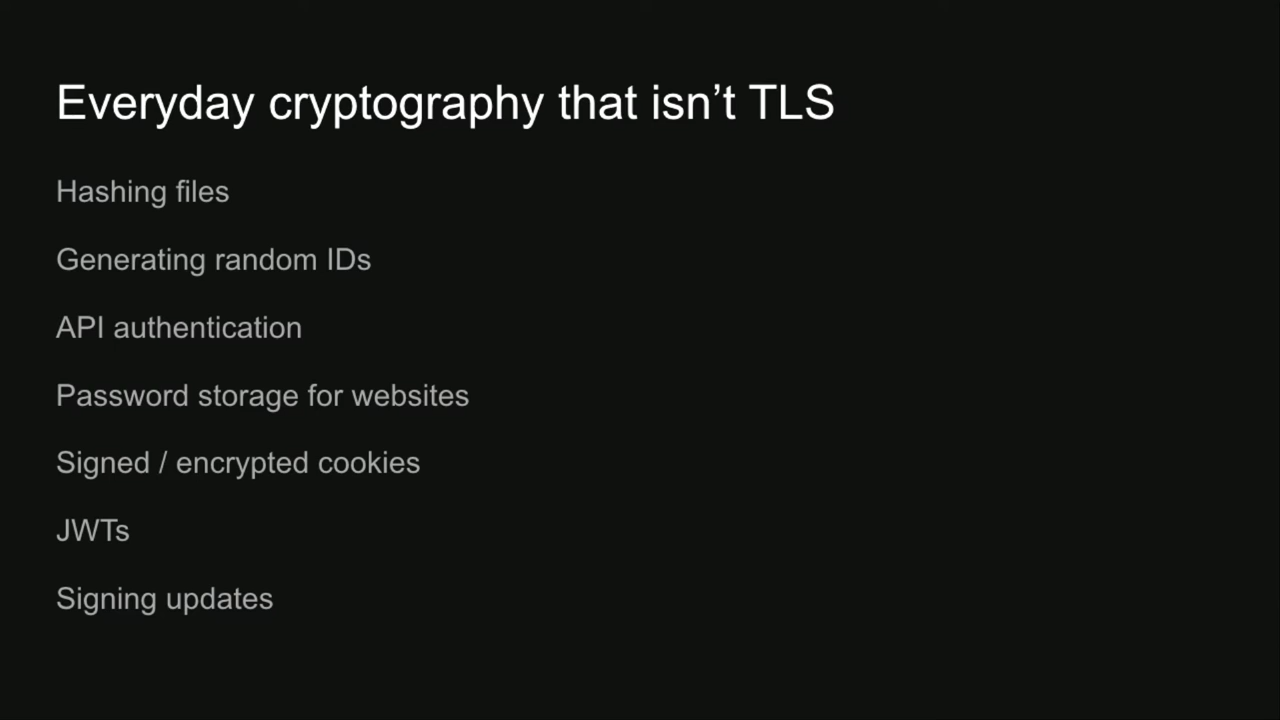 Everyday cryptography that isn’t TLS
Hashing files
Generating random IDs
API authentication
Password storage for websites
Signed / encrypted cookies
JWTs
Signing updates